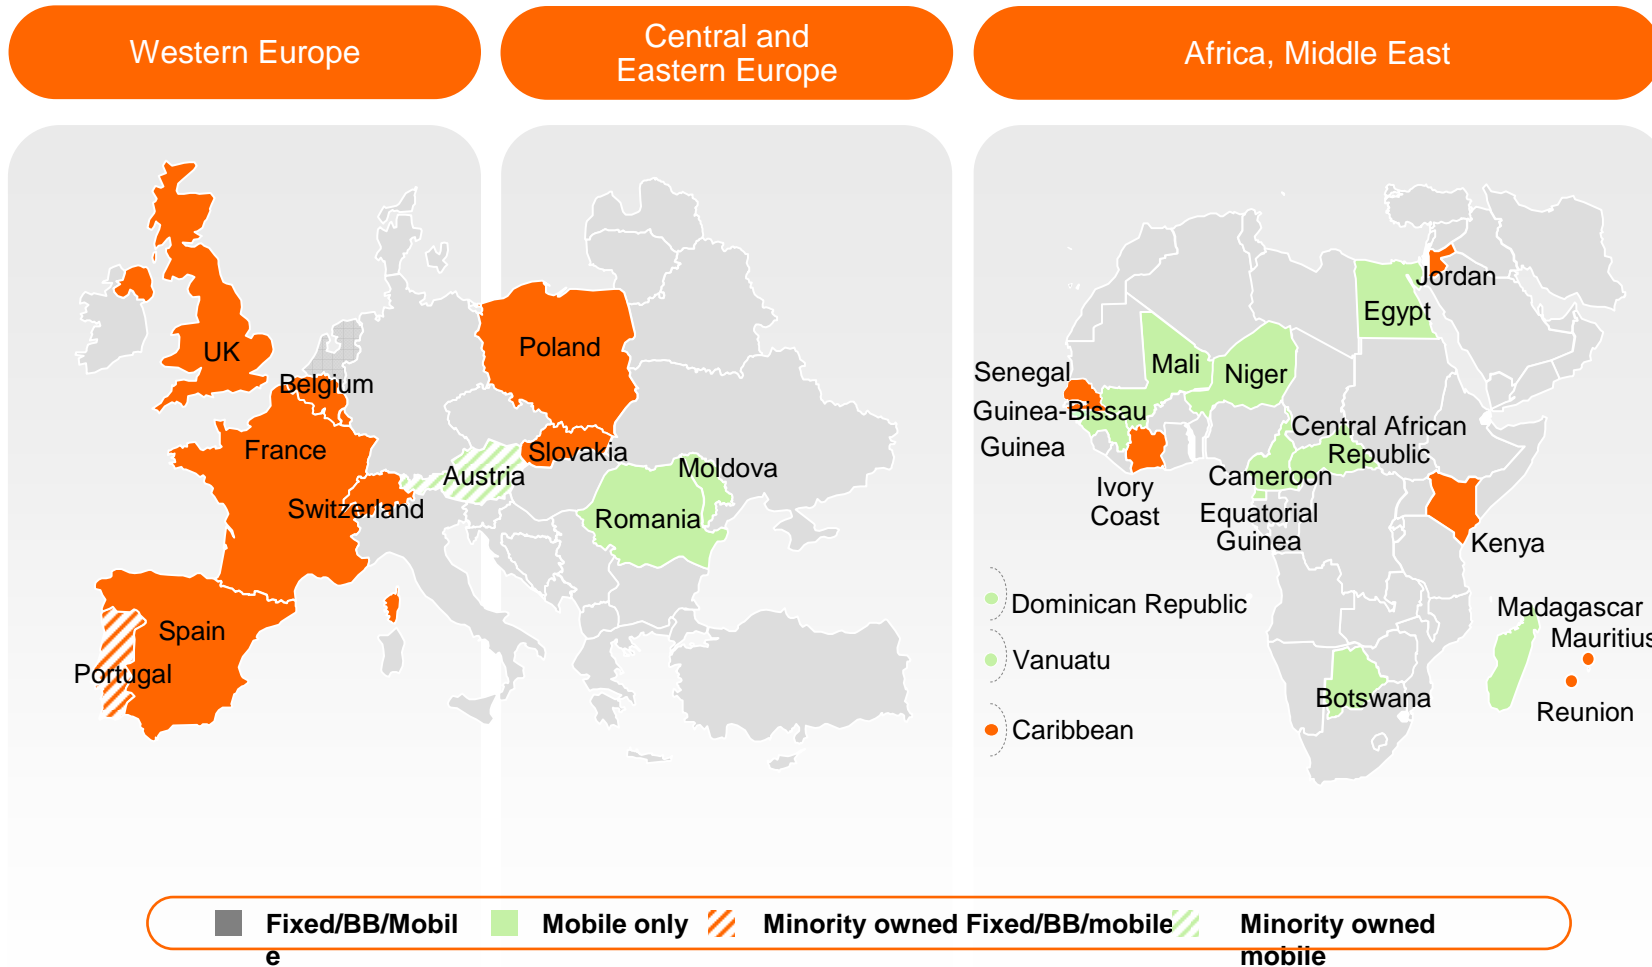 Western Europe
Central and
Eastern Europe
Africa, Middle East
UK
Belgium
France
Switzerland
Spain
Portugal
Poland
Slovakia
Austria
Moldova
Romania
Jordan
Egypt
Mali
Niger
Senegal
Guinea-Bissau
Guinea
Central African
Republic
Cameroon
Ivory
Coast
Equatorial
Guinea
Kenya
Dominican Republic
Vanuatu
Caribbean
Madagascar
Mauritius
Botswana
Reunion
Fixed/BB/Mobil
e
Mobile only
Minority owned Fixed/BB/mobile
Minority owned
mobile